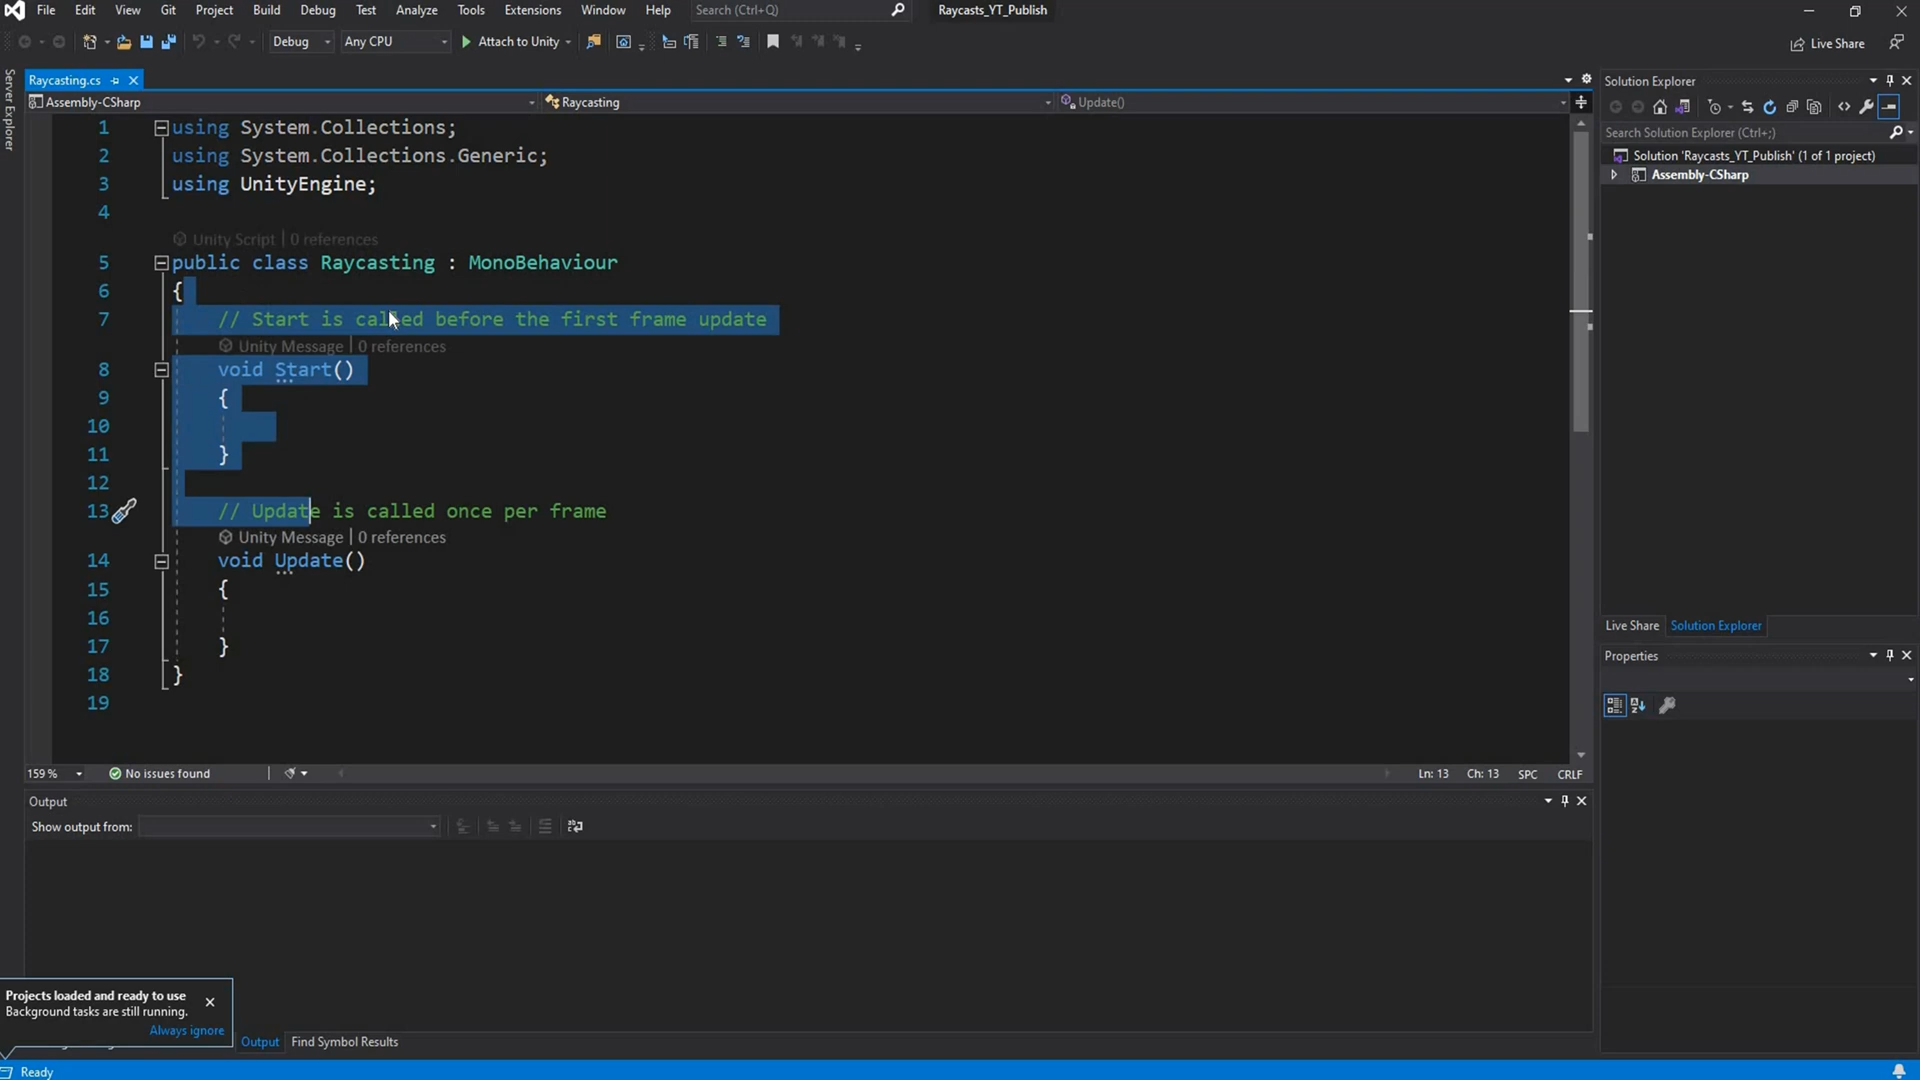 File Edit View Git Project Build Debug Test Analyze Tools Extensions Window Help Search (Ctrl+Q) Raycasts_YT_Publish
Debug Any CPU Attach to Unity Live Share
Server Explorer
Raycasting.cs
Assembly-CSharp Raycasting Update()
1 using System.Collections;
2 using System.Collections.Generic;
3 using UnityEngine;
4
Unity Script | 0 references
5 public class Raycasting : MonoBehaviour
6 {
7 // Start is called before the first frame update
Unity Message | 0 references
8 void Start()
9 {
10
11 }
12
13 // Update is called once per frame
Unity Message | 0 references
14 void Update()
15 {
16
17 }
18 }
19
159 % No issues found Ln: 13 Ch: 13 SPC CRLF
Output
Show output from:
Projects loaded and ready to use
Background tasks are still running.
Always ignore
Output Find Symbol Results
Ready
Solution Explorer
Search Solution Explorer (Ctrl+;)
Solution 'Raycasts_YT_Publish' (1 of 1 project)
Assembly-CSharp
Live Share Solution Explorer
Properties